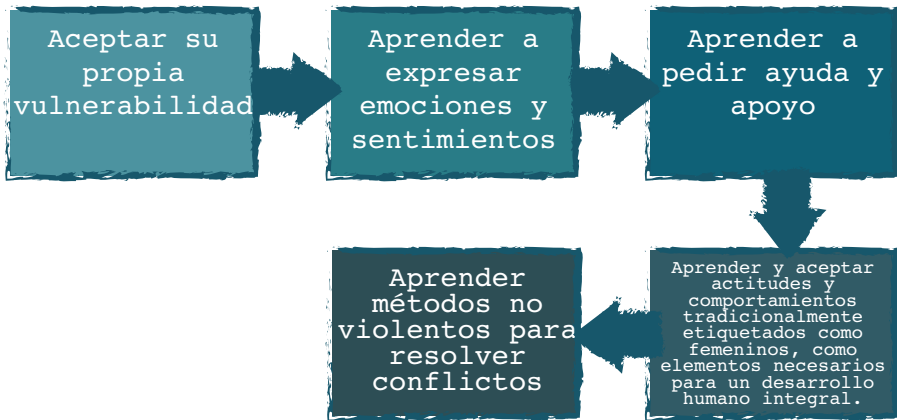 Aceptar su
propia
vulnerabilidad
Aprender a
expresar
emociones y
sentimientos
Aprender a
pedir ayuda y
apoyo
Aprender y aceptar
actitudes y
comportamientos
tradicionalmente
etiquetados como
femeninos, como
elementos necesarios
para un desarrollo
humano integral.
Aprender
métodos no
violentos para
resolver
conflictos